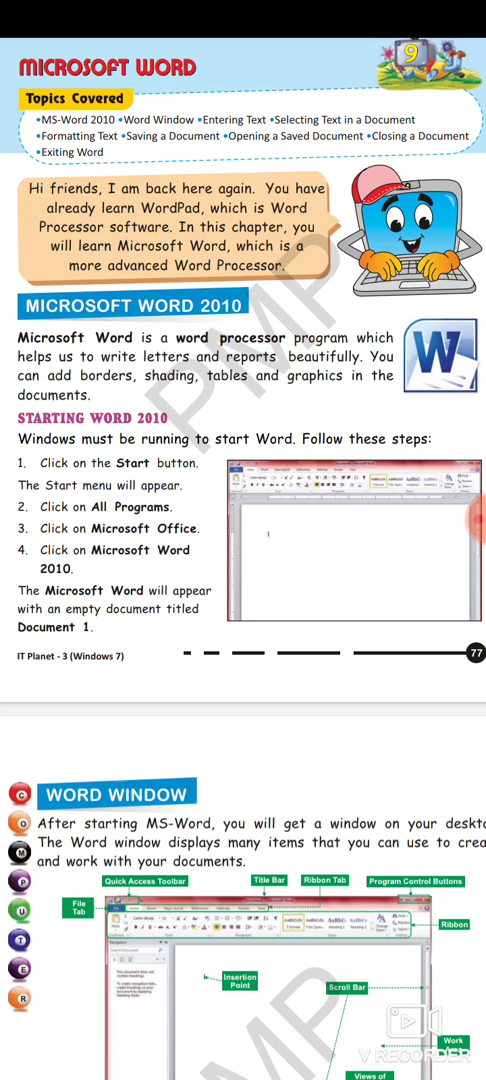 MICROSOFT WORD
9
Topics Covered
•MS-Word 2010 •Word Window •Entering Text •Selecting Text in a Document
•Formatting Text •Saving a Document •Opening a Saved Document •Closing a Document
•Exiting Word
Hi friends, I am back here again. You have
already learn WordPad, which is Word
Processor software. In this chapter, you
will learn Microsoft Word, which is a
more advanced Word Processor.
MICROSOFT WORD 2010
Microsoft Word is a word processor program which
helps us to write letters and reports beautifully. You
can add borders, shading, tables and graphics in the
documents.
W
STARTING WORD 2010
Windows must be running to start Word. Follow these steps:
1. Click on the Start button.
The Start menu will appear.
2. Click on All Programs.
3. Click on Microsoft Office.
4. Click on Microsoft Word
2010.
The Microsoft Word will appear
with an empty document titled
Document 1.
PMP
IT Planet - 3 (Windows 7)
77
COMPUTER
WORD WINDOW
After starting MS-Word, you will get a window on your deskto
The Word window displays many items that you can use to crea
and work with your documents.
Quick Access Toolbar
Title Bar
Ribbon Tab
Program Control Buttons
File
Tab
Ribbon
Insertion
Point
Scroll Bar
Work
Views of
PMP
V RECORDER